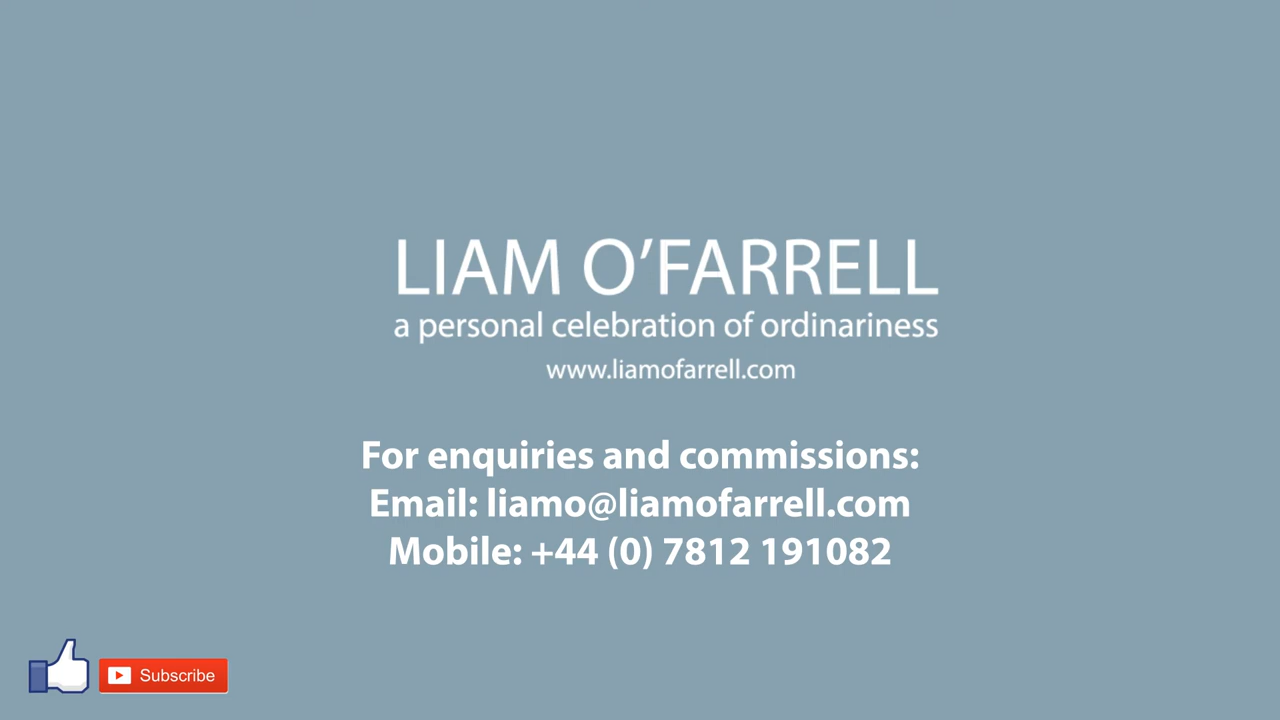 LIAM O’FARRELL
a personal celebration of ordinariness
www.liamofarrell.com
For enquiries and commissions:
Email: liamo@liamofarrell.com
Mobile: +44 (0) 7812 191082
Subscribe